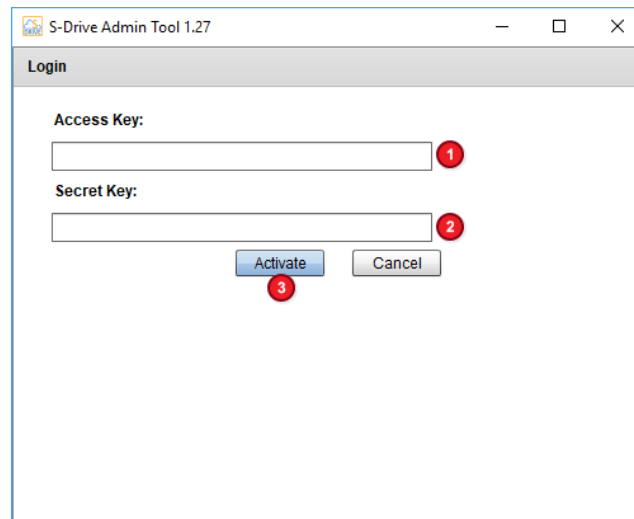 S-Drive Admin Tool 1.27
Login
Access Key:
1
Secret Key:
2
Activate Cancel
3